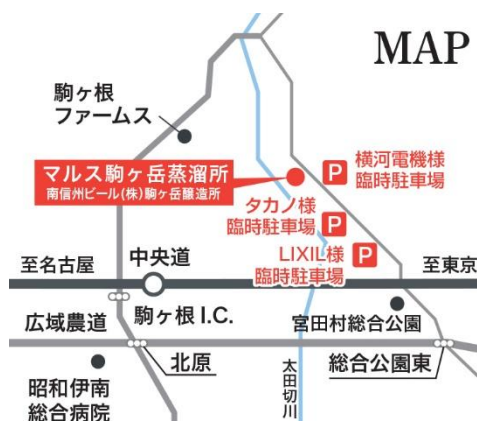 MAP
駒ヶ根
ファームス
マルス駒ヶ岳蒸溜所
南信州ビール(株)駒ヶ岳醸造所
P
横河電機様
臨時駐車場
タカノ様
臨時駐車場
P
LIXIL様
臨時駐車場
P
至名古屋
中央道
至東京
駒ヶ根 I.C.
宮田村総合公園
広域農道
北原
太田切川
総合公園東
昭和伊南
総合病院